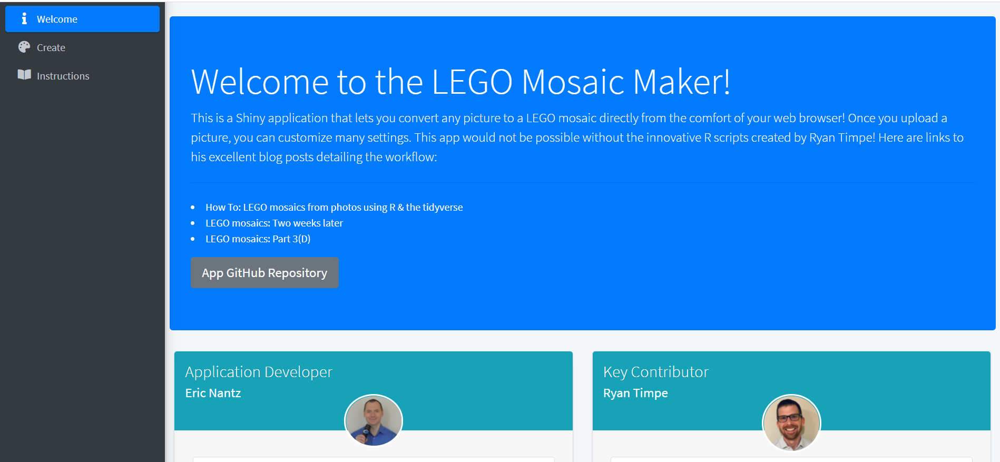 Welcome
Create
Instructions
Welcome to the LEGO Mosaic Maker!
This is a Shiny application that lets you convert any picture to a LEGO mosaic directly from the comfort of your web browser! Once you upload a
picture, you can customize many settings. This app would not be possible without the innovative R scripts created by Ryan Timpe! Here are links to
his excellent blog posts detailing the workflow:
• How To: LEGO mosaics from photos using R & the tidyverse
• LEGO mosaics: Two weeks later
• LEGO mosaics: Part 3(D)
App GitHub Repository
Application Developer
Eric Nantz
Key Contributor
Ryan Timpe